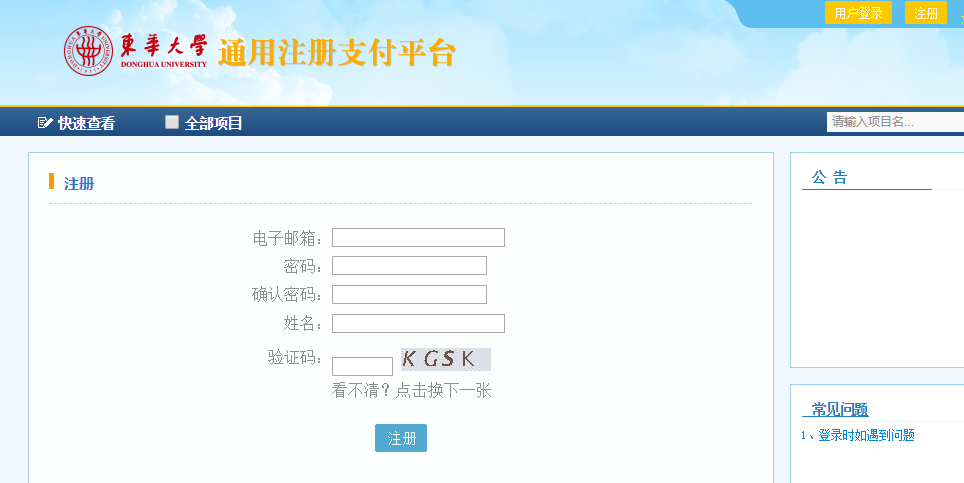 用户登录 注册
東華大學 通用注册支付平台
DONGHUA UNIVERSITY
快速查看 全部项目 请输入项目名...
注册
电子邮箱：
密码：
确认密码：
姓名：
验证码： KGSK
看不清？点击换下一张
注册
公 告
常见问题
1、登录时如遇到问题